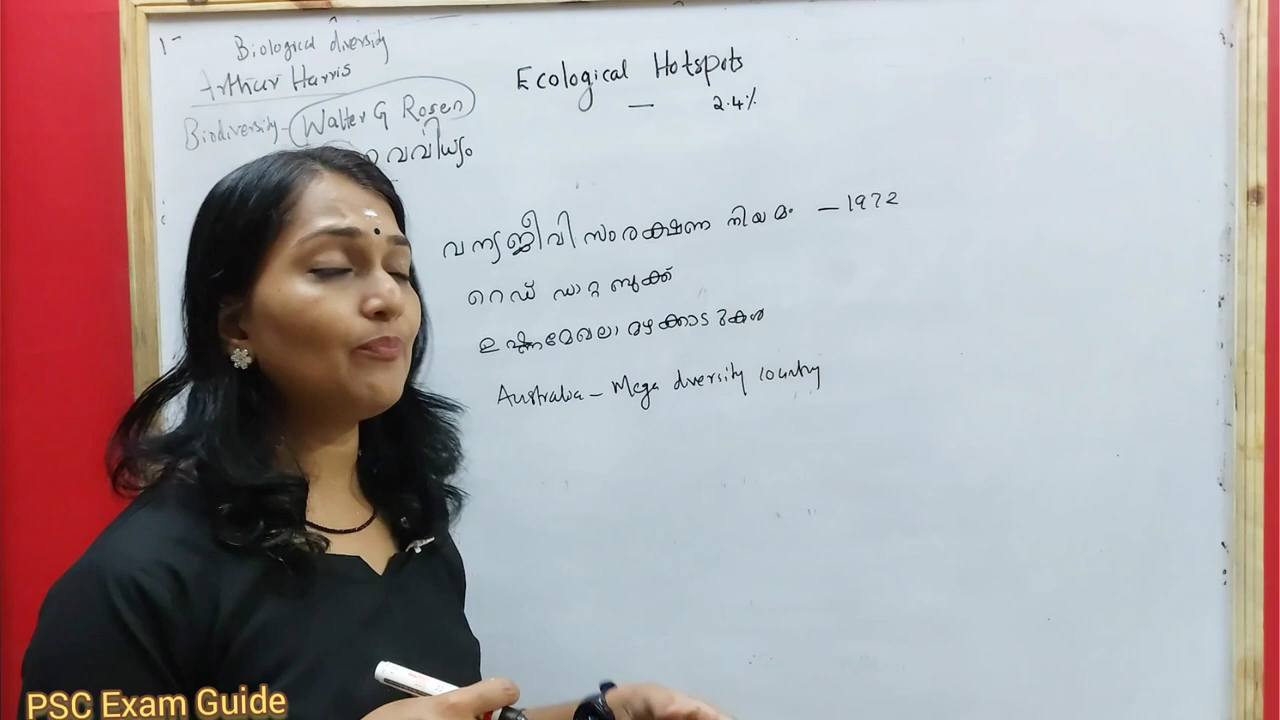 1-
Biological diversity
Arthur Harris
Biodiversity - Walter G Rosen
വവിധ്യം
Ecological Hotspots
— 2.4%
വന്യജീവി സംരക്ഷണ നിയമം - 1972
റെഡ് ഡാറ്റ ബുക്ക്
ഉഷ്ണമേഖലാ മഴക്കാടുകൾ
Australia - Mega diversity country
PSC Exam Guide